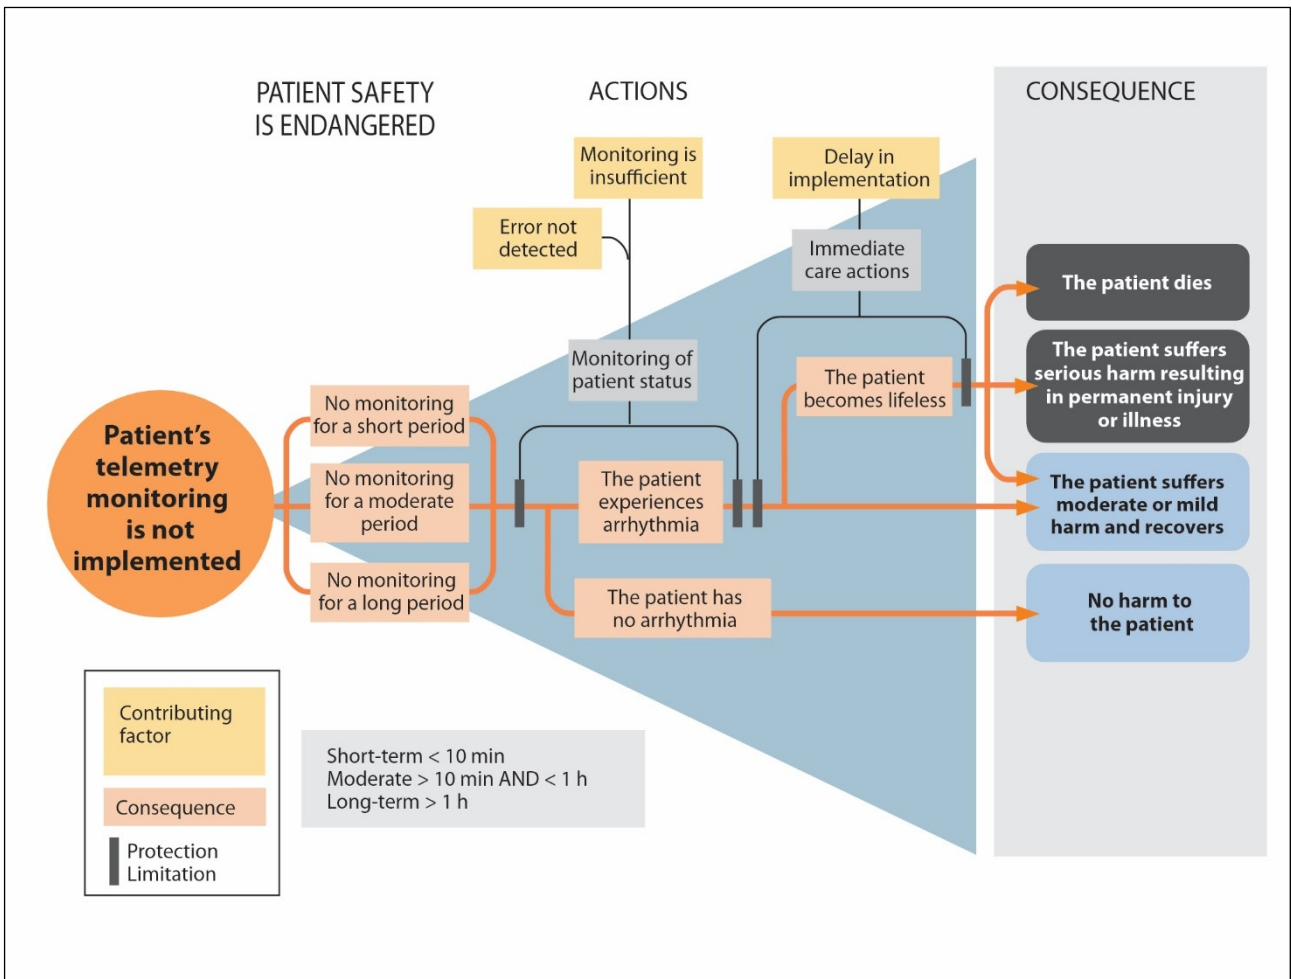 PATIENT SAFETY
IS ENDANGERED
ACTIONS
CONSEQUENCE
Monitoring is
insufficient
Delay in
implementation
Error not
detected
Immediate
care actions
The patient dies
Monitoring of
patient status
The patient
becomes lifeless
The patient suffers
serious harm resulting
in permanent injury
or illness
Patient’s
telemetry
monitoring
is not
implemented
No monitoring
for a short period
No monitoring
for a moderate
period
No monitoring
for a long period
The patient
experiences
arrhythmia
The patient suffers
moderate or mild
harm and recovers
The patient has
no arrhythmia
No harm to
the patient
Contributing
factor
Consequence
Protection
Limitation
Short-term < 10 min
Moderate > 10 min AND < 1 h
Long-term > 1 h